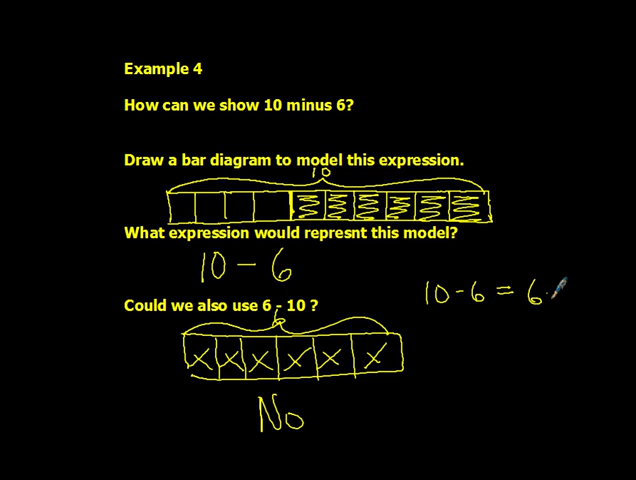 Example 4
How can we show 10 minus 6?
Draw a bar diagram to model this expression.
10
What expression would represnt this model?
10 - 6
10 - 6 = 6 -
Could we also use 6 - 10 ?
6
X X X X X X
No